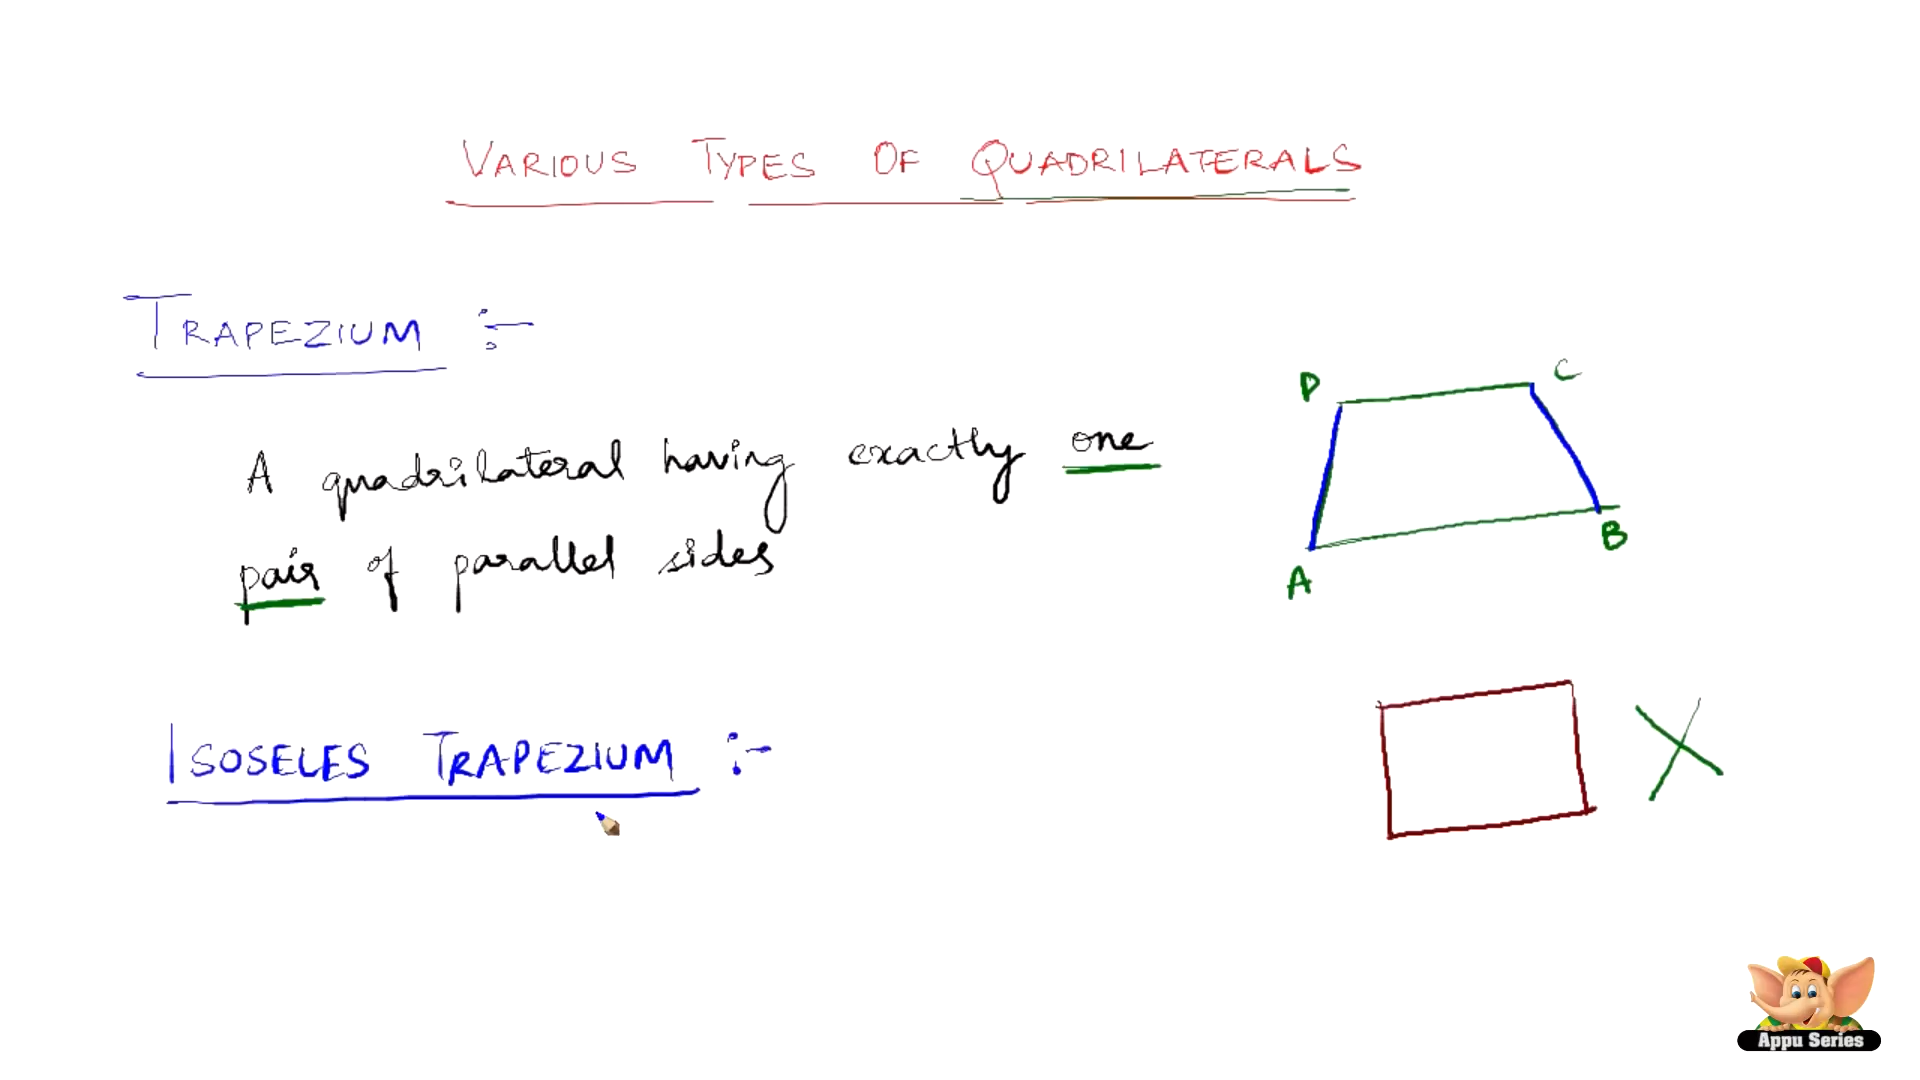 VARIOUS TYPES OF QUADRILATERALS
TRAPEZIUM :-
A quadrilateral having exactly one
pair of parallel sides
D C
A B
ISOSELES TRAPEZIUM :-
Appu Series